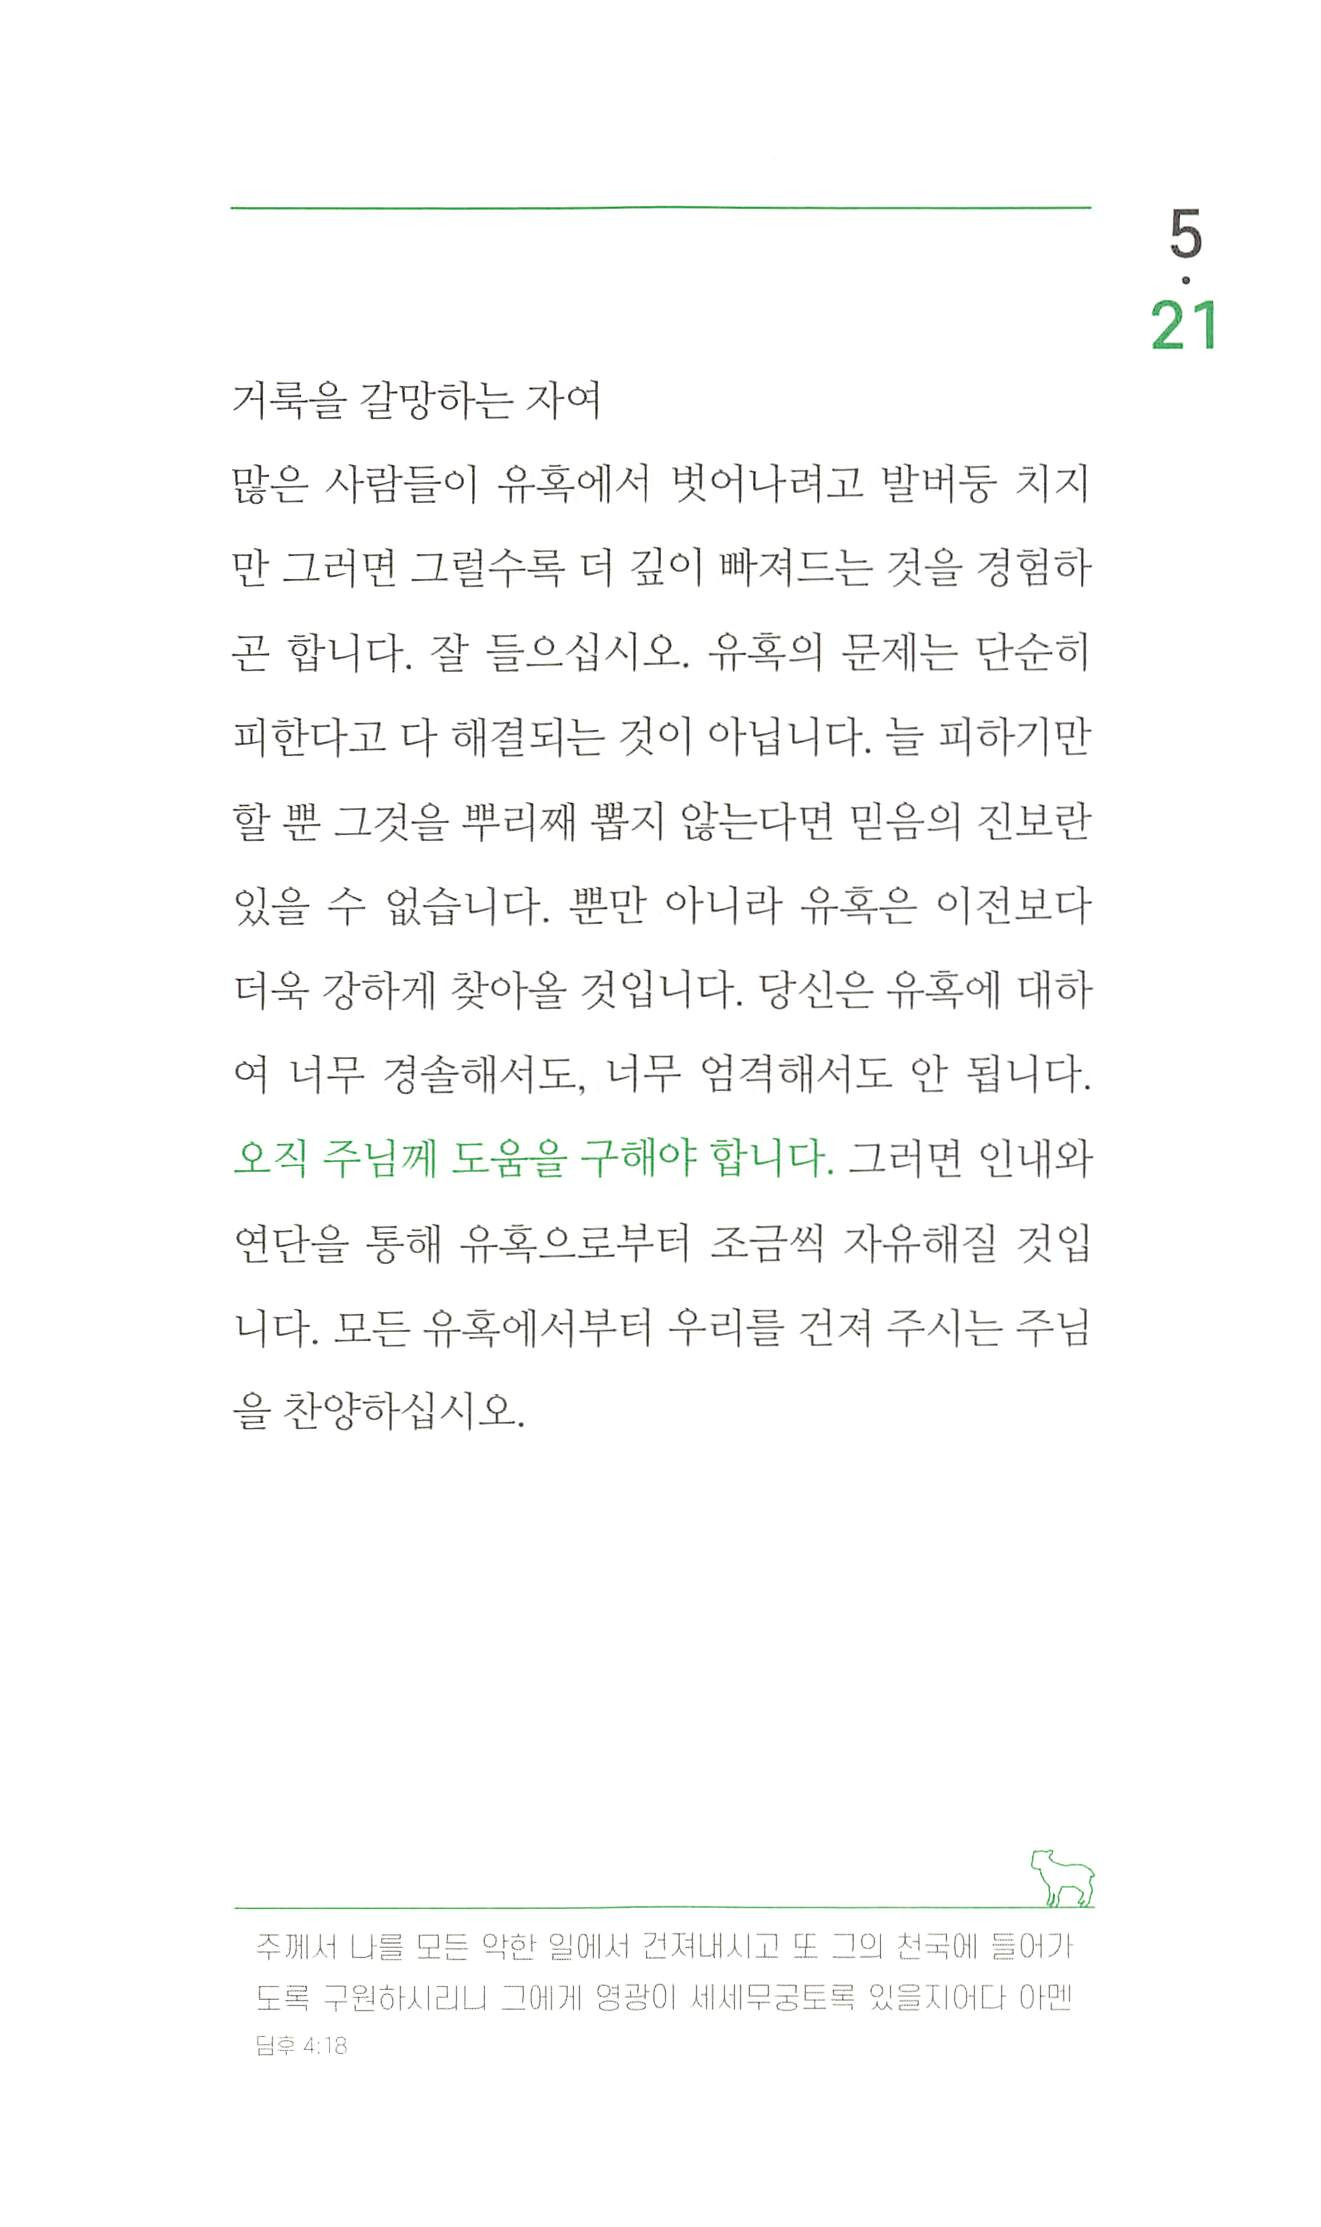 5
·
21
거룩을 갈망하는 자여
많은 사람들이 유혹에서 벗어나려고 발버둥 치지
만 그러면 그럴수록 더 깊이 빠져드는 것을 경험하
곤 합니다. 잘 들으십시오. 유혹의 문제는 단순히
피한다고 다 해결되는 것이 아닙니다. 늘 피하기만
할 뿐 그것을 뿌리째 뽑지 않는다면 믿음의 진보란
있을 수 없습니다. 뿐만 아니라 유혹은 이전보다
더욱 강하게 찾아올 것입니다. 당신은 유혹에 대하
여 너무 경솔해서도, 너무 엄격해서도 안 됩니다.
오직 주님께 도움을 구해야 합니다. 그러면 인내와
연단을 통해 유혹으로부터 조금씩 자유해질 것입
니다. 모든 유혹에서부터 우리를 건져 주시는 주님
을 찬양하십시오.
주께서 나를 모든 악한 일에서 건져내시고 또 그의 천국에 들어가
도록 구원하시리니 그에게 영광이 세세무궁토록 있을지어다 아멘
딤후 4:18